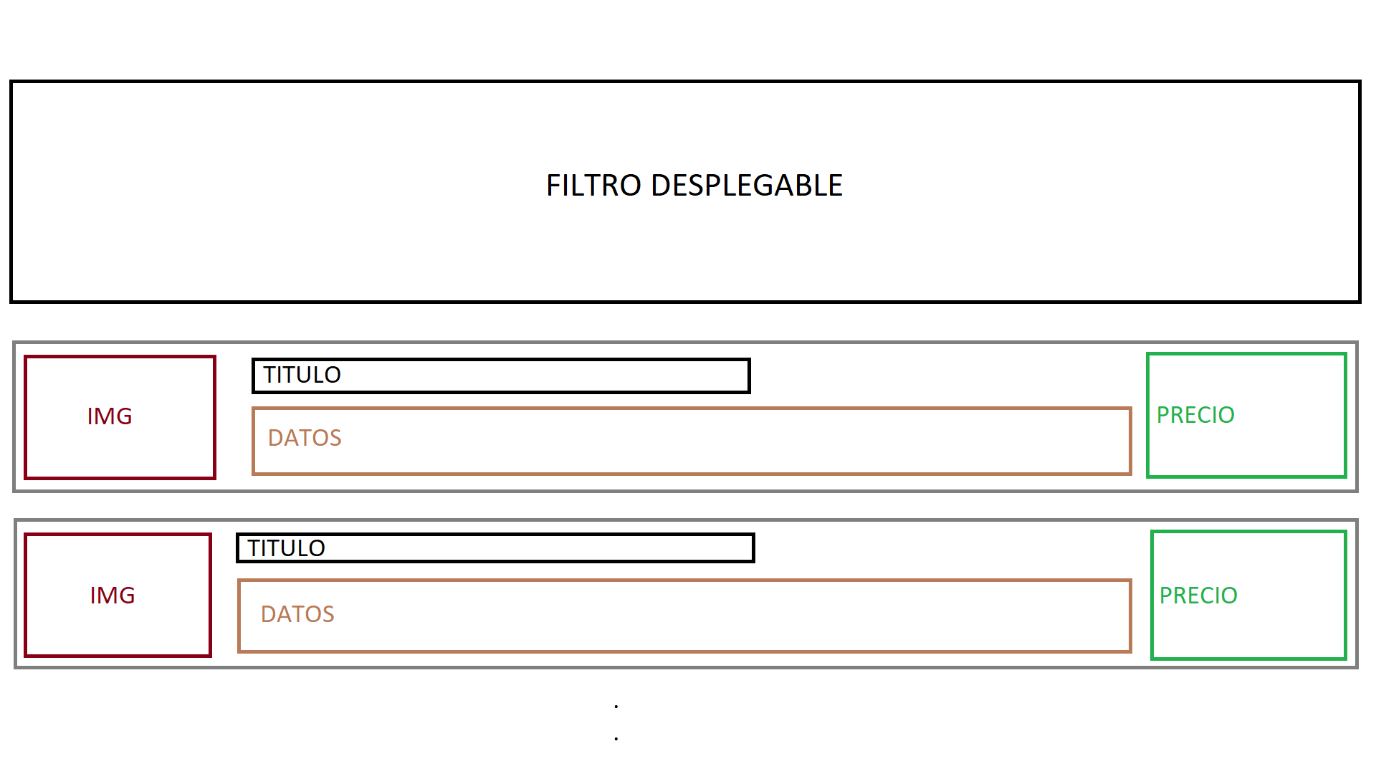 FILTRO DESPLEGABLE
TITULO
IMG
DATOS
PRECIO
TITULO
IMG
DATOS
PRECIO
.
.